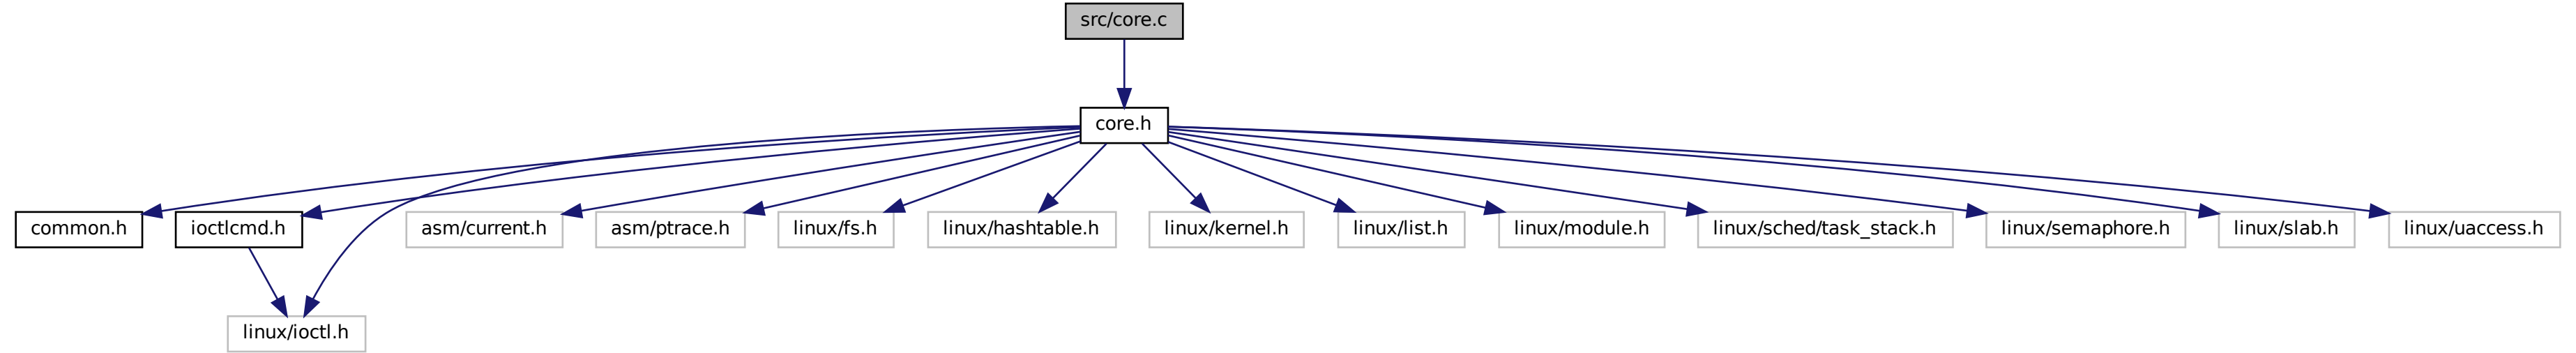 src/core.c
core.h
common.h
ioctlcmd.h
asm/current.h
asm/ptrace.h
linux/fs.h
linux/hashtable.h
linux/kernel.h
linux/list.h
linux/module.h
linux/sched/task_stack.h
linux/semaphore.h
linux/slab.h
linux/uaccess.h
linux/ioctl.h